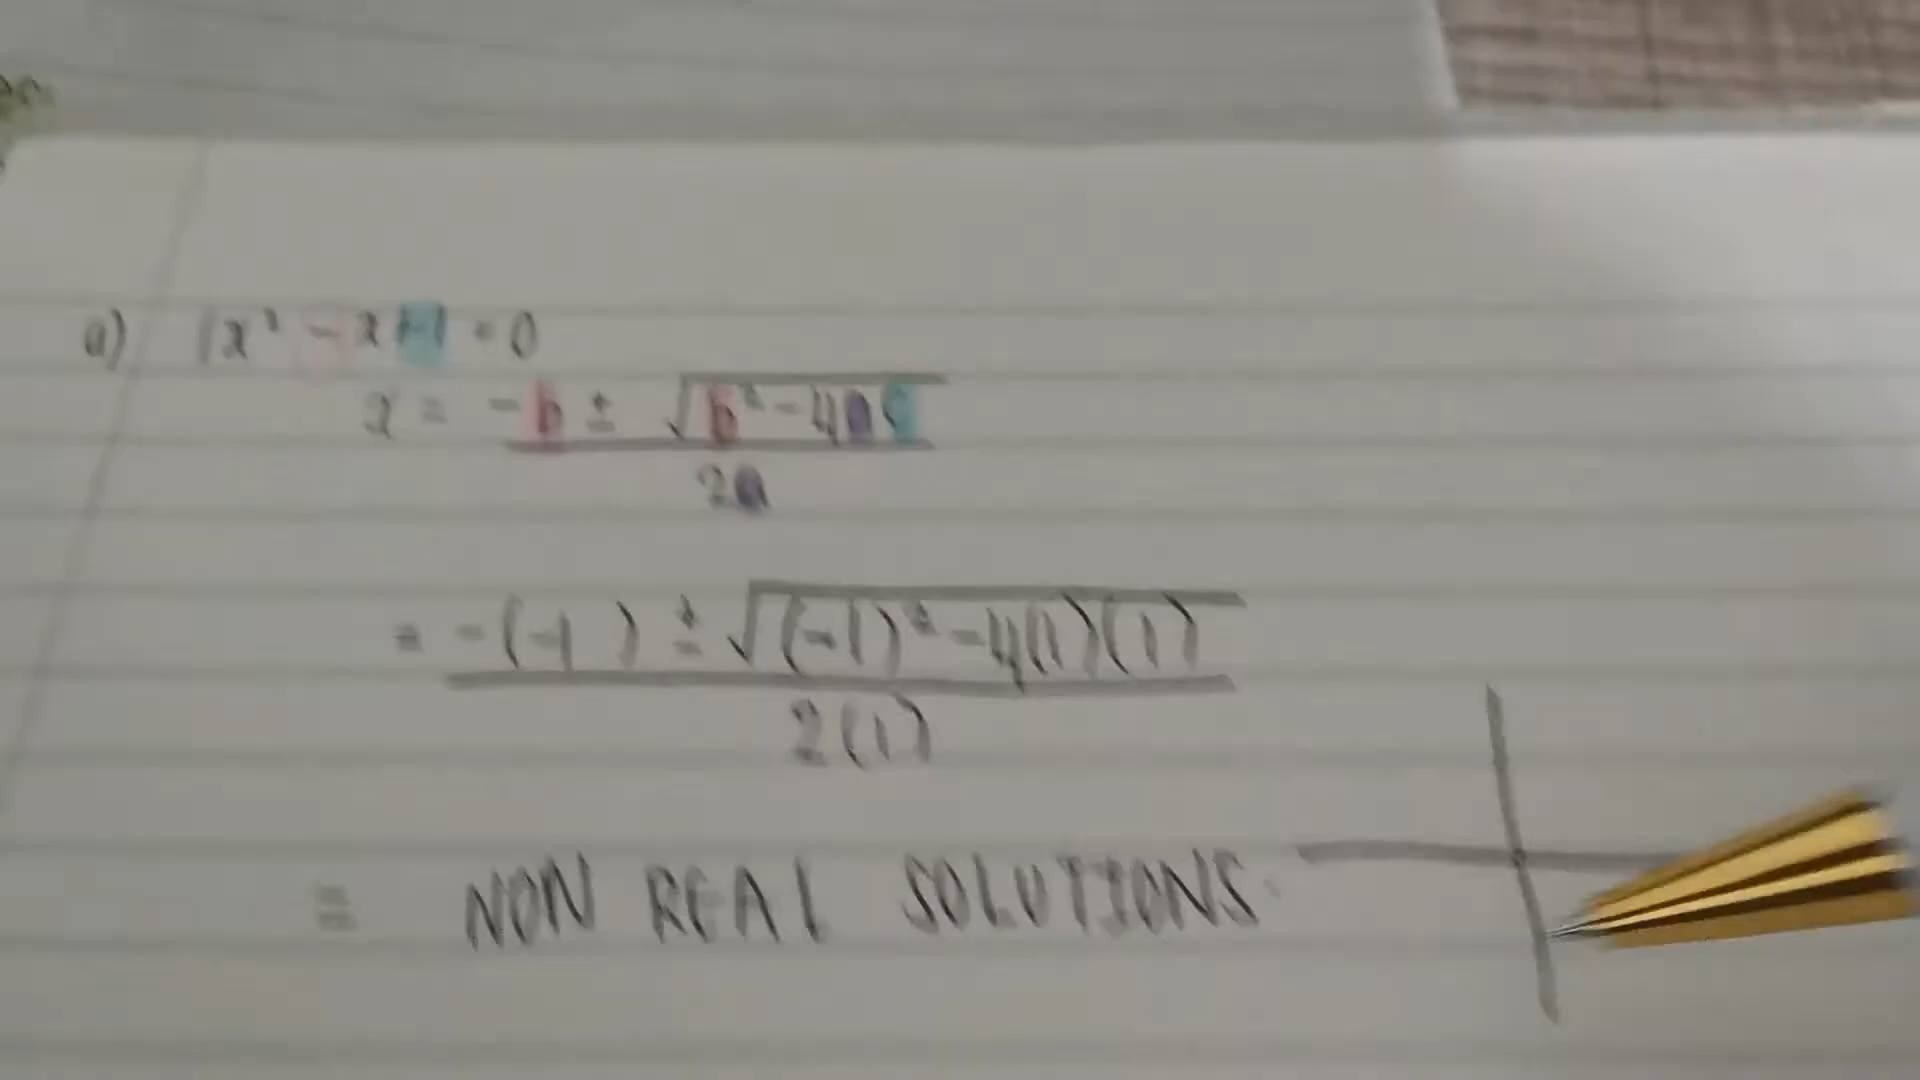 a) 1x² - x + 1 = 0
x = -b ± √b² - 4ac
2a
= -(-1) ± √(-1)² - 4(1)(1)
2(1)
= NON REAL SOLUTIONS.